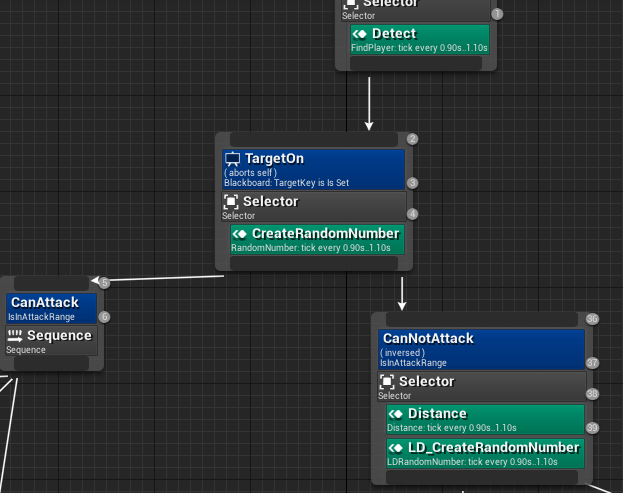 Selector
Selector
1
Detect
FindPlayer: tick every 0.90s..1.10s
2
TargetOn
( aborts self )
Blackboard: TargetKey is Is Set
3
Selector
Selector
4
CreateRandomNumber
RandomNumber: tick every 0.90s..1.10s
5
CanAttack
IsInAttackRange
6
Sequence
Sequence
36
CanNotAttack
( inversed )
IsInAttackRange
37
Selector
Selector
38
Distance
Distance: tick every 0.90s..1.10s
39
LD_CreateRandomNumber
LDRandomNumber: tick every 0.90s..1.10s